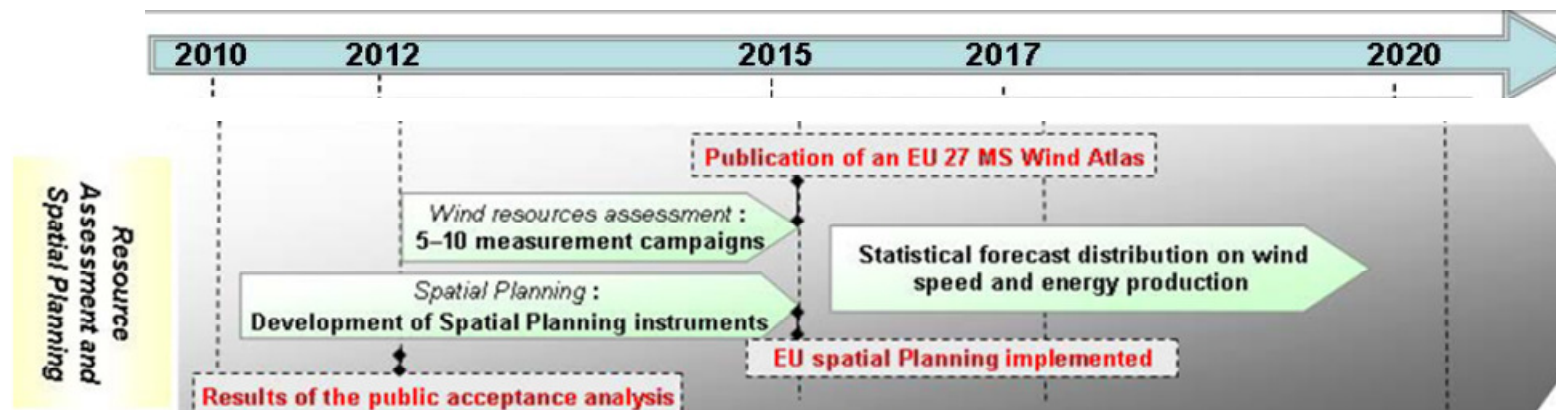 2010 2012 2015 2017 2020
Resource
Assessment and
Spatial Planning
Publication of an EU 27 MS Wind Atlas
Wind resources assessment :
5–10 measurement campaigns
Statistical forecast distribution on wind
speed and energy production
Spatial Planning :
Development of Spatial Planning instruments
EU spatial Planning implemented
Results of the public acceptance analysis